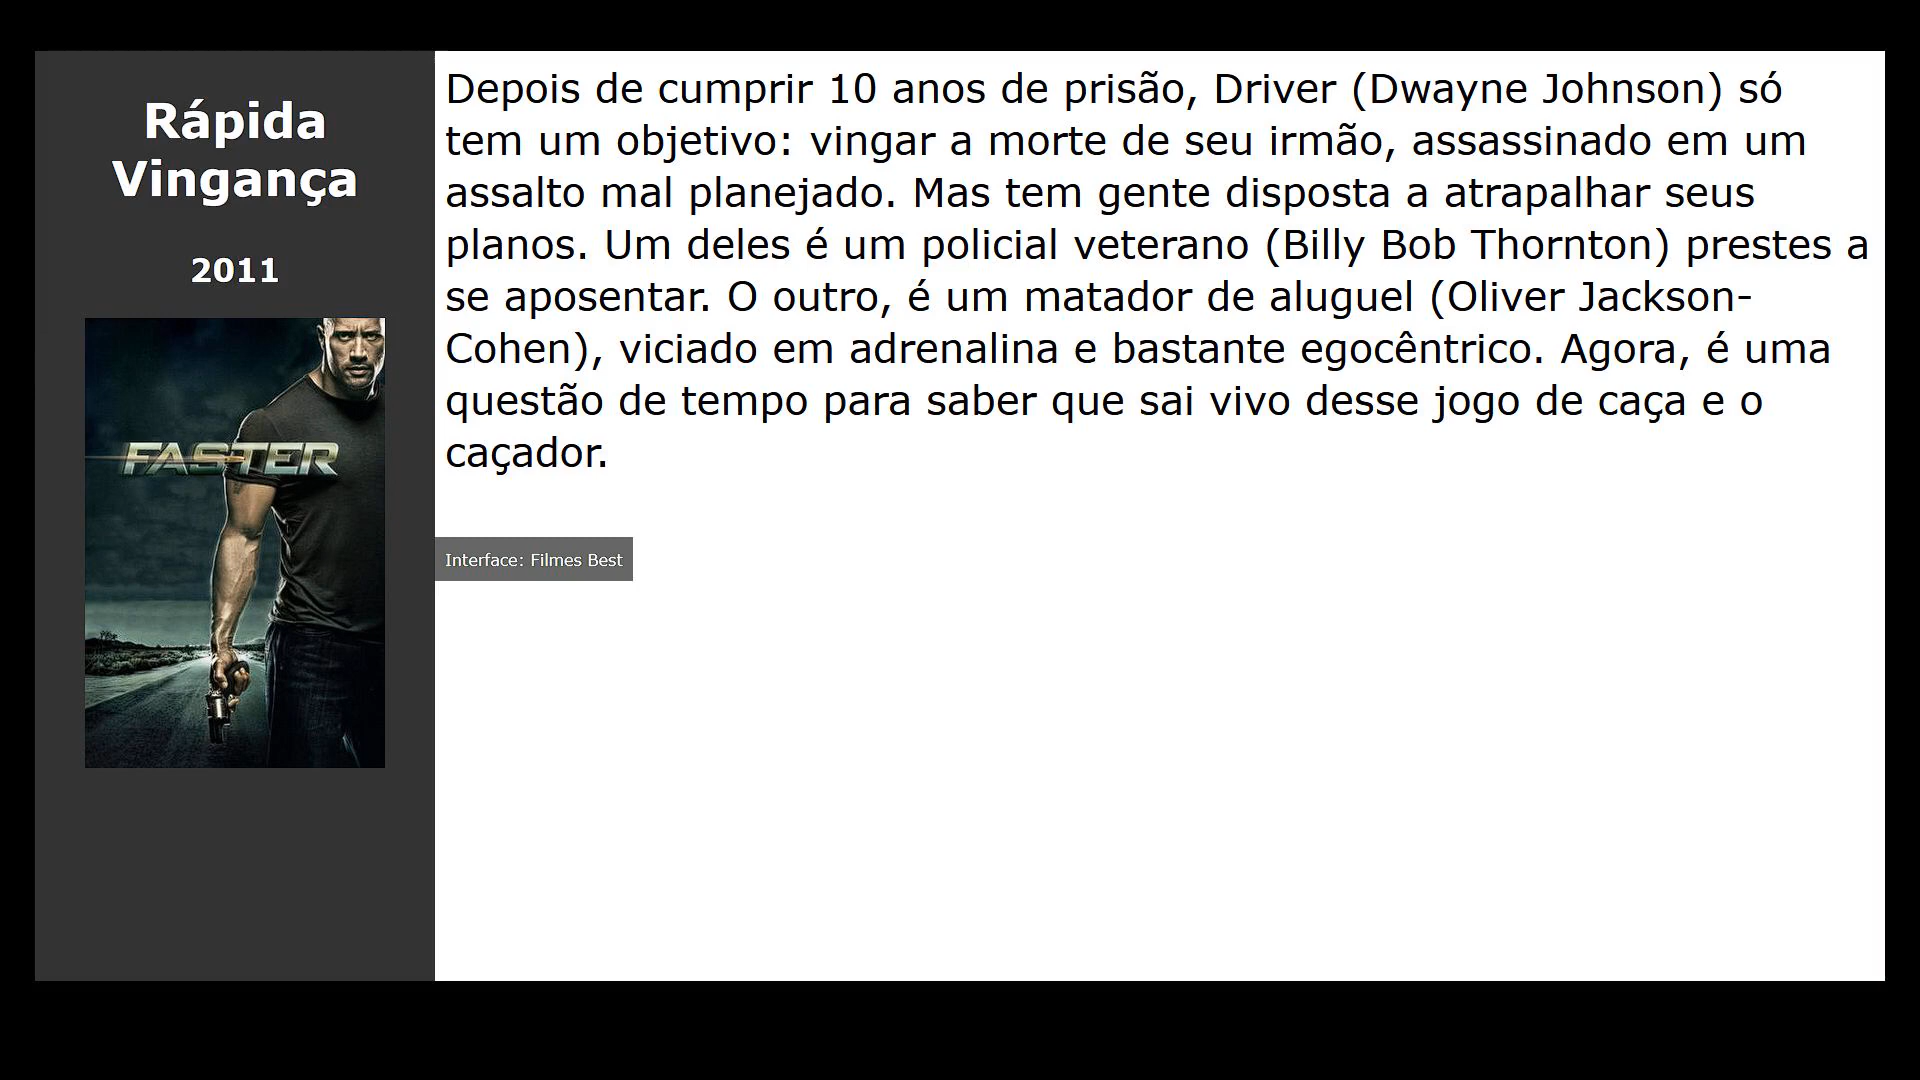 Rápida
Vingança
2011
FASTER
Depois de cumprir 10 anos de prisão, Driver (Dwayne Johnson) só
tem um objetivo: vingar a morte de seu irmão, assassinado em um
assalto mal planejado. Mas tem gente disposta a atrapalhar seus
planos. Um deles é um policial veterano (Billy Bob Thornton) prestes a
se aposentar. O outro, é um matador de aluguel (Oliver Jackson-
Cohen), viciado em adrenalina e bastante egocêntrico. Agora, é uma
questão de tempo para saber que sai vivo desse jogo de caça e o
caçador.
Interface: Filmes Best